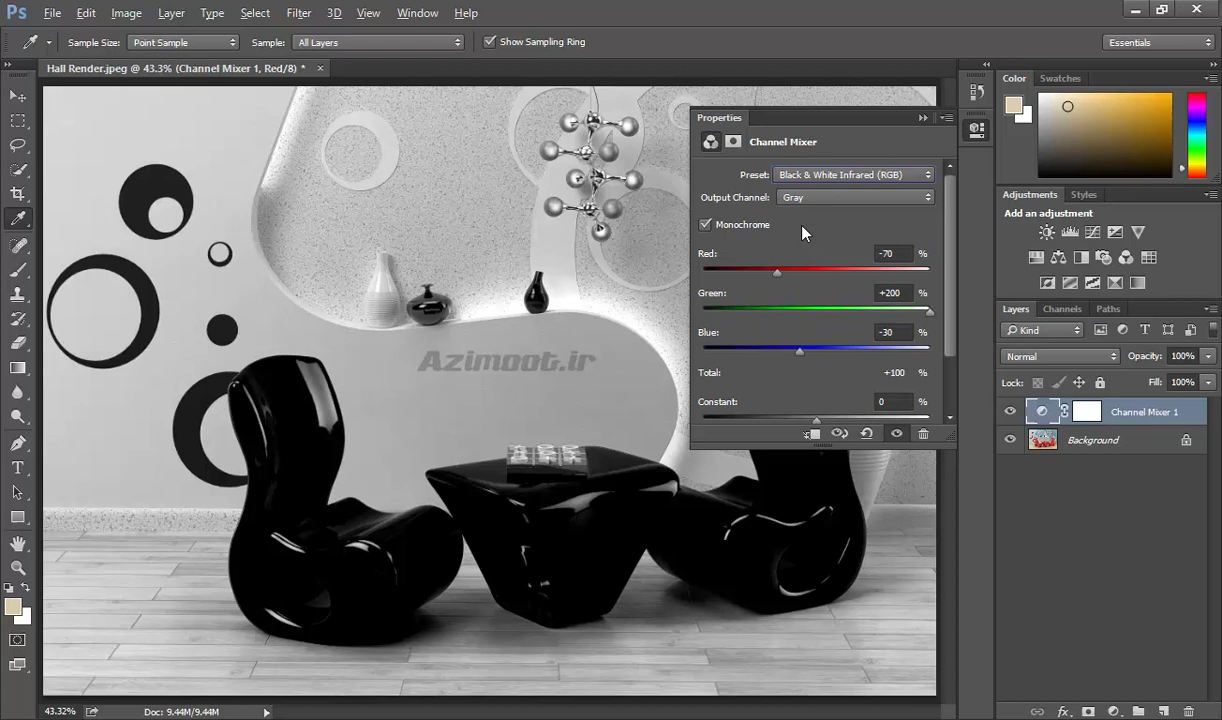 Ps File Edit Image Layer Type Select Filter 3D View Window Help
Sample Size: Point Sample Sample: All Layers Show Sampling Ring Essentials
Hall Render.jpeg @ 43.3% (Channel Mixer 1, Red/8) * ×
Azimoot.ir
Properties
Channel Mixer
Preset: Black & White Infrared (RGB)
Output Channel: Gray
Monochrome
Red: -70 %
Green: +200 %
Blue: -30 %
Total: +100 %
Constant: 0 %
Color Swatches
Adjustments Styles
Add an adjustment
Layers Channels Paths
Kind
Normal Opacity: 100%
Lock: Fill: 100%
Channel Mixer 1
Background
43.32% Doc: 9.44M/9.44M